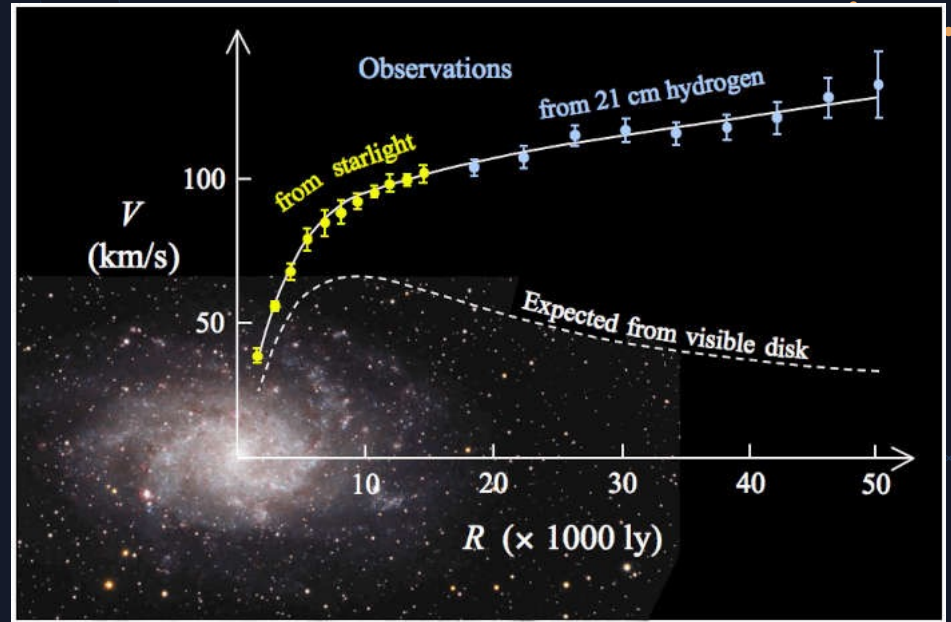 Observations
from 21 cm hydrogen
from starlight
100
V
(km/s)
50
Expected from visible disk
10 20 30 40 50
R (× 1000 ly)